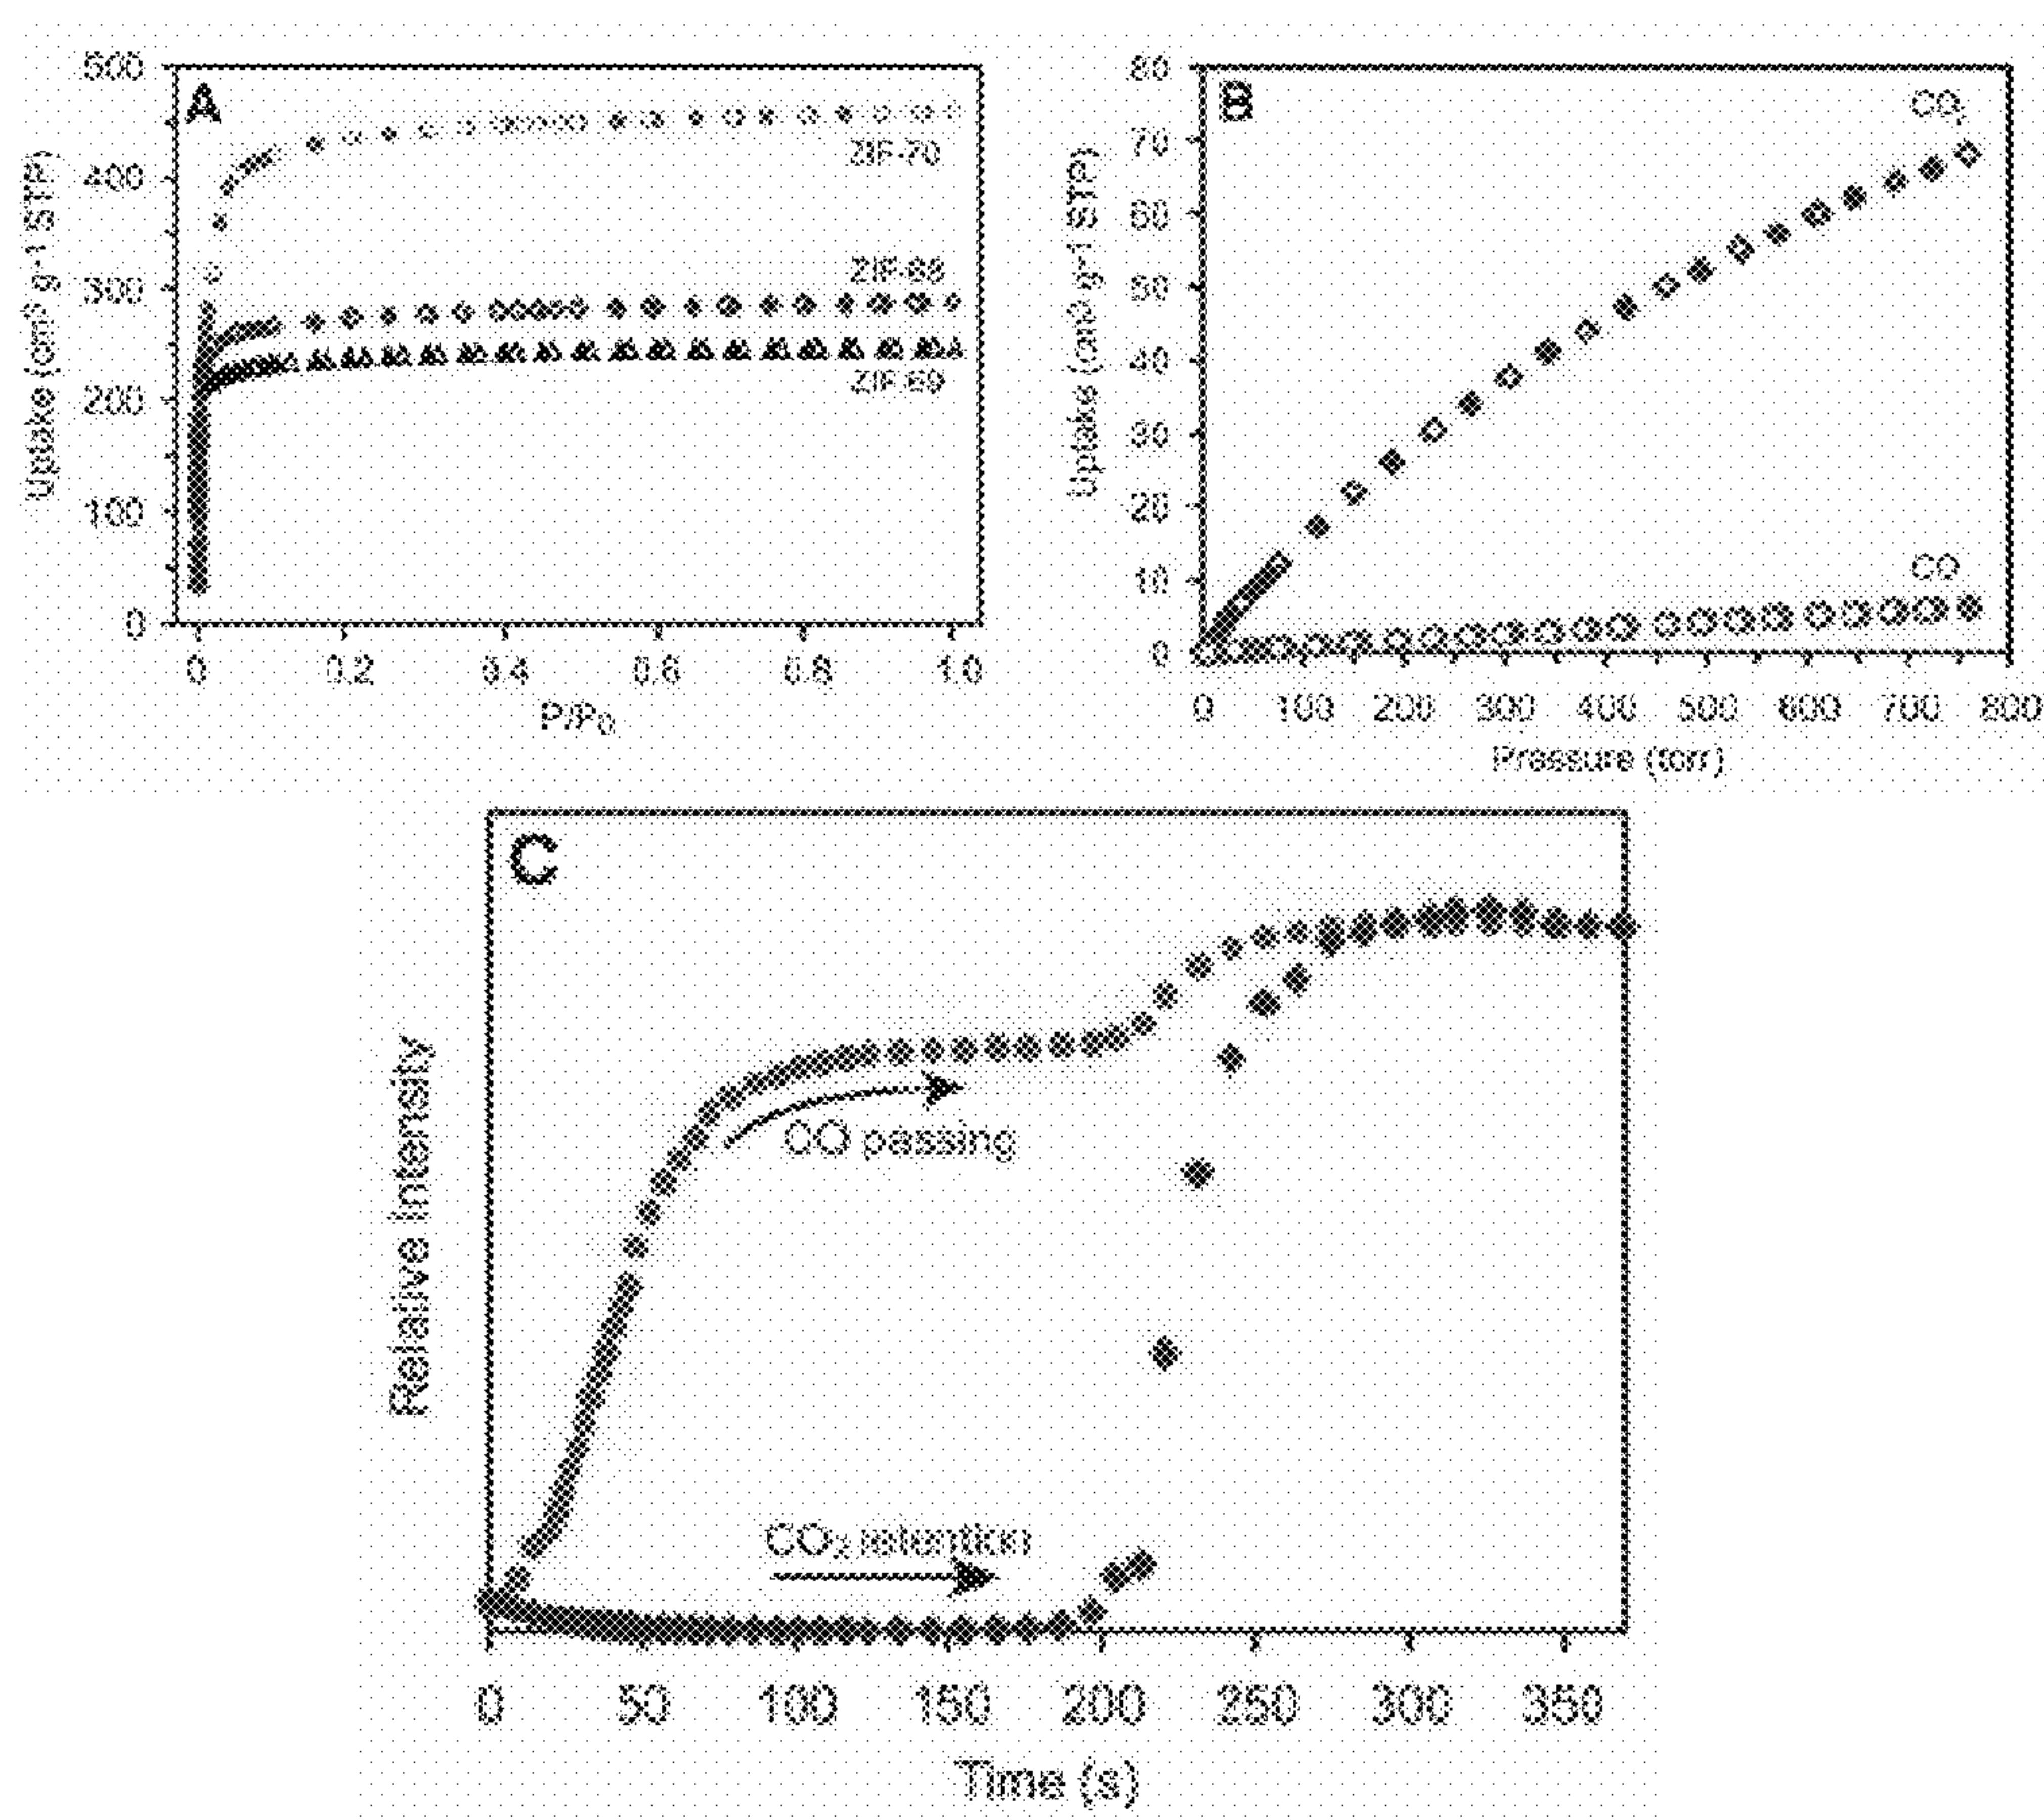 A
500
400
300
200
100
0
Uptake (cm³ g⁻¹ STP)
ZIF-70
ZIF-68
ZIF-69
0 0.2 0.4 0.6 0.8 1.0
P/P₀
B
80
70
60
50
40
30
20
10
0
Uptake (cm³ g⁻¹ STP)
CO₂
CO
0 100 200 300 400 500 600 700 800
Pressure (torr)
C
Relative Intensity
CO passing
CO₂ retention
0 50 100 150 200 250 300 350
Time (s)